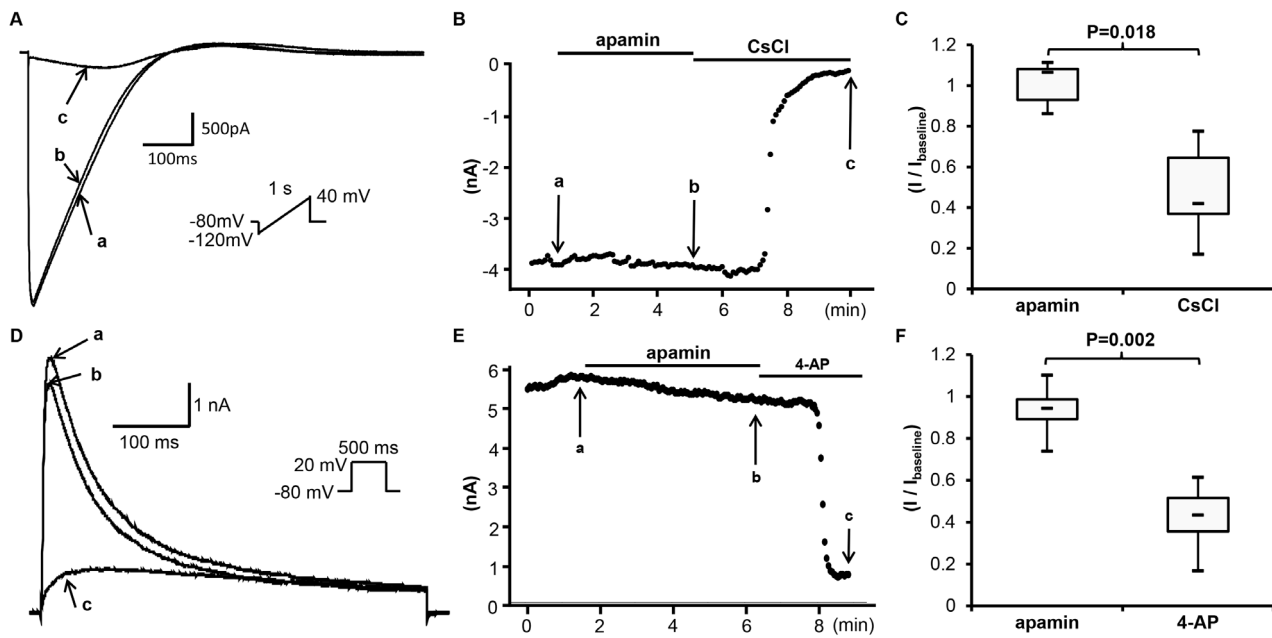 A
c
b
a
500pA
100ms
1 s
40 mV
-80mV
-120mV
B
apamin
CsCl
0
-1
-2
-3
-4
(nA)
a
b
c
0 2 4 6 8 (min)
C
P=0.018
1.2
1
0.8
0.6
0.4
0.2
0
(I / Ibaseline)
apamin CsCl
D
a
b
c
1 nA
100 ms
500 ms
20 mV
-80 mV
E
apamin
4-AP
6
5
4
3
2
1
0
(nA)
a
b
c
0 2 4 6 8 (min)
F
P=0.002
1.2
1
0.8
0.6
0.4
0.2
0
(I / Ibaseline)
apamin 4-AP